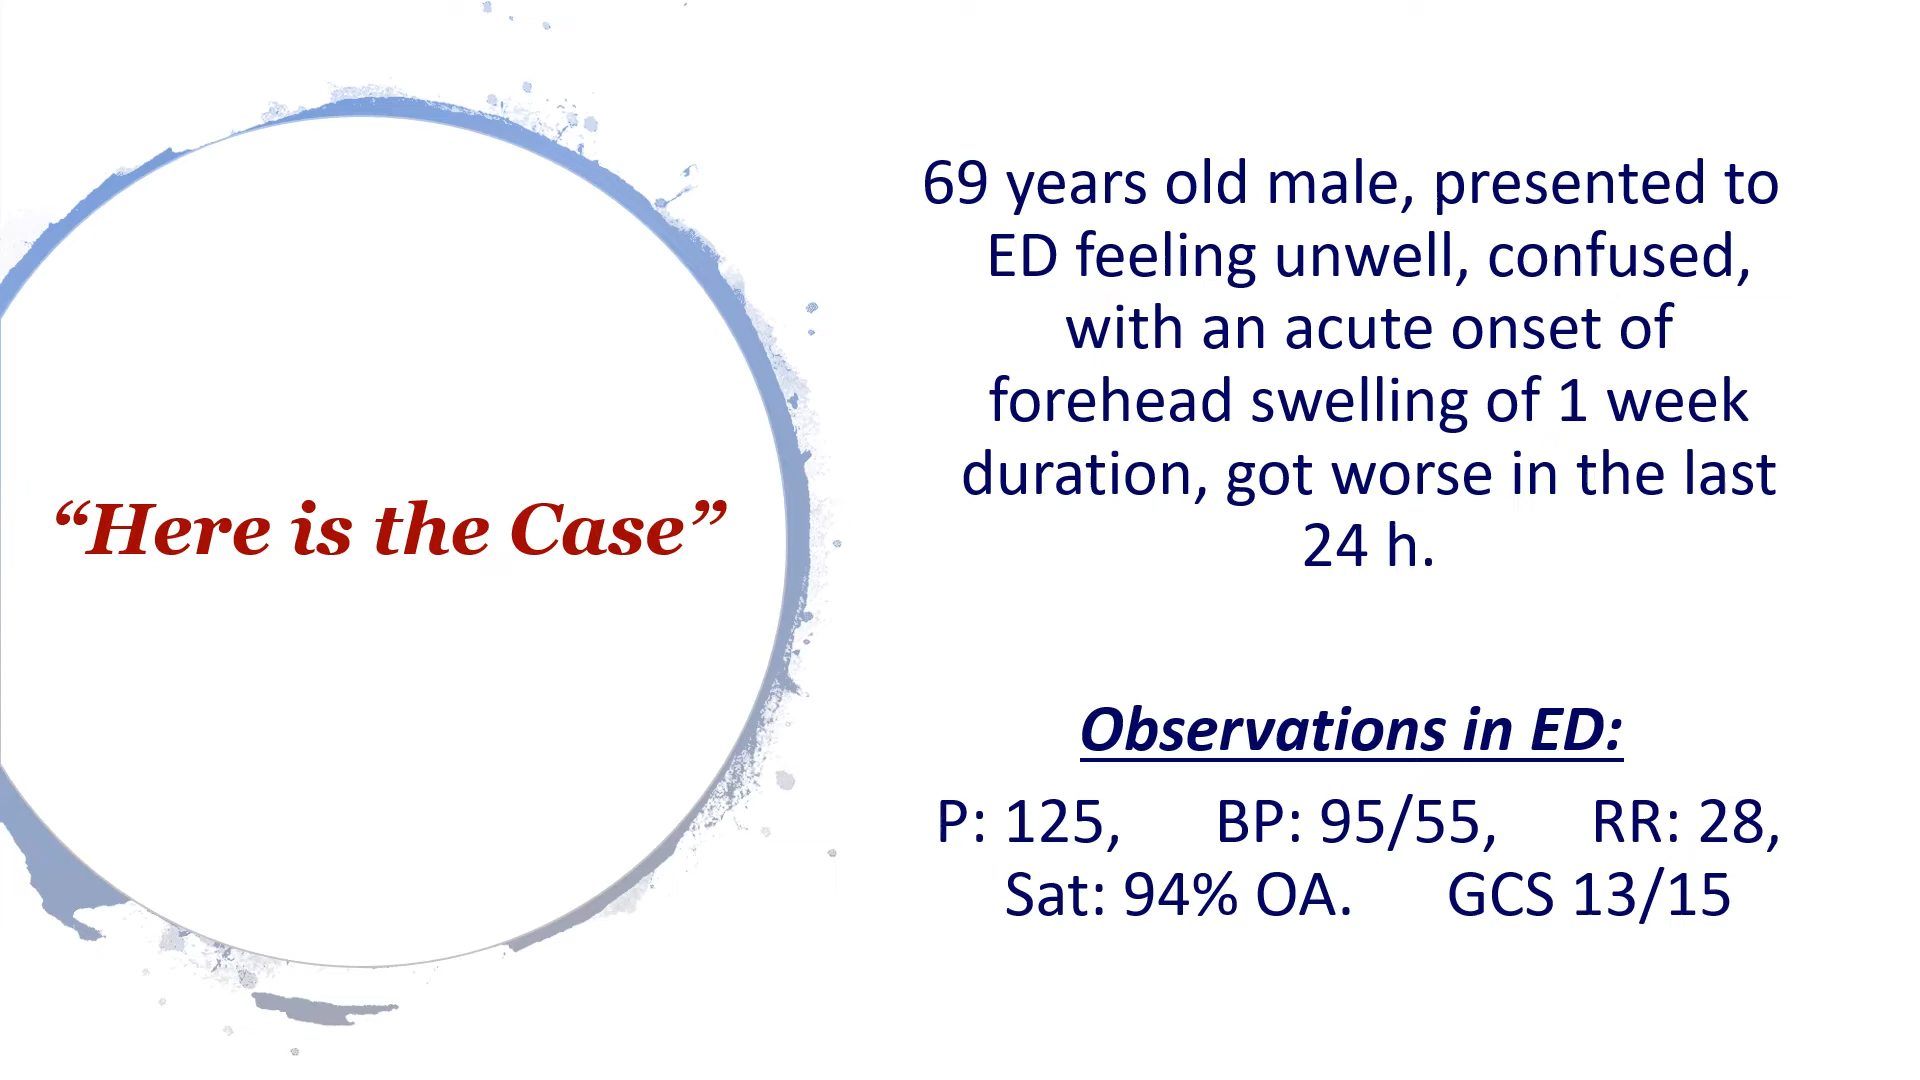 “Here is the Case”
69 years old male, presented to
ED feeling unwell, confused,
with an acute onset of
forehead swelling of 1 week
duration, got worse in the last
24 h.
Observations in ED:
P: 125, BP: 95/55, RR: 28,
Sat: 94% OA. GCS 13/15